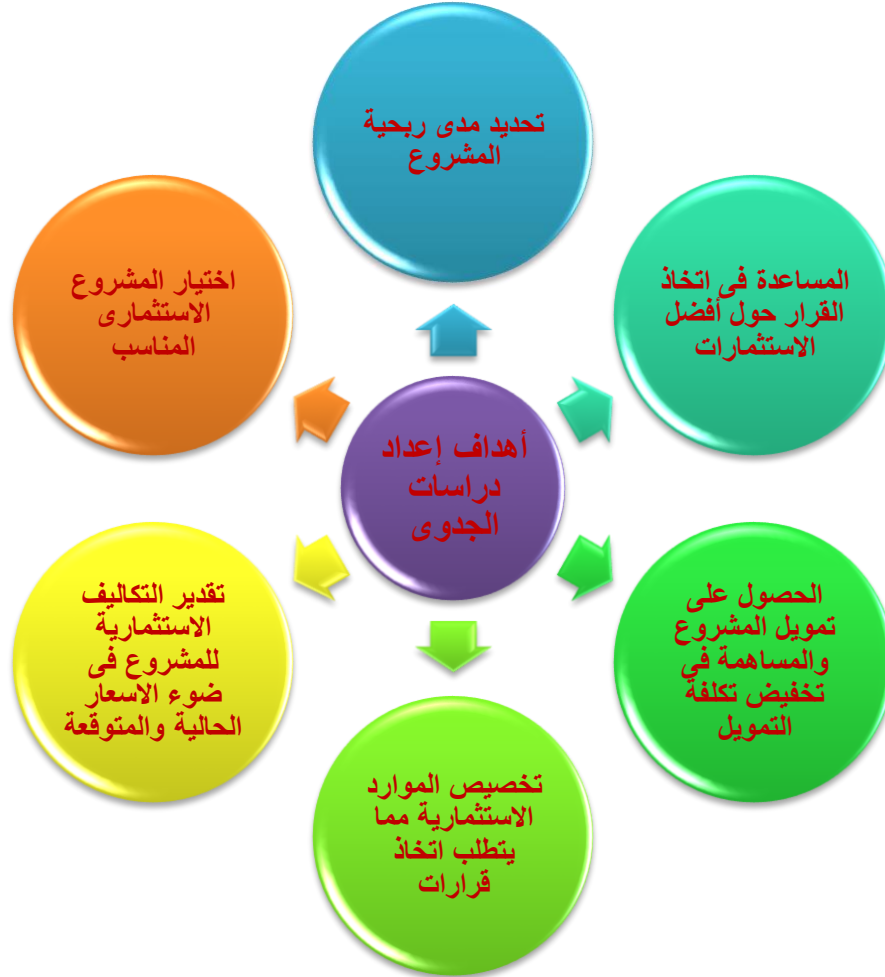 تحديد مدى ربحية
المشروع
المساعدة فى اتخاذ
القرار حول أفضل
الاستثمارات
اختيار المشروع
الاستثمارى
المناسب
أهداف إعداد
دراسات
الجدوى
الحصول على
تمويل المشروع
والمساهمة فى
تخفيض تكلفة
التمويل
تقدير التكاليف
الاستثمارية
للمشروع فى
ضوء الاسعار
الحالية والمتوقعة
تخصيص الموارد
الاستثمارية مما
يتطلب اتخاذ
قرارات